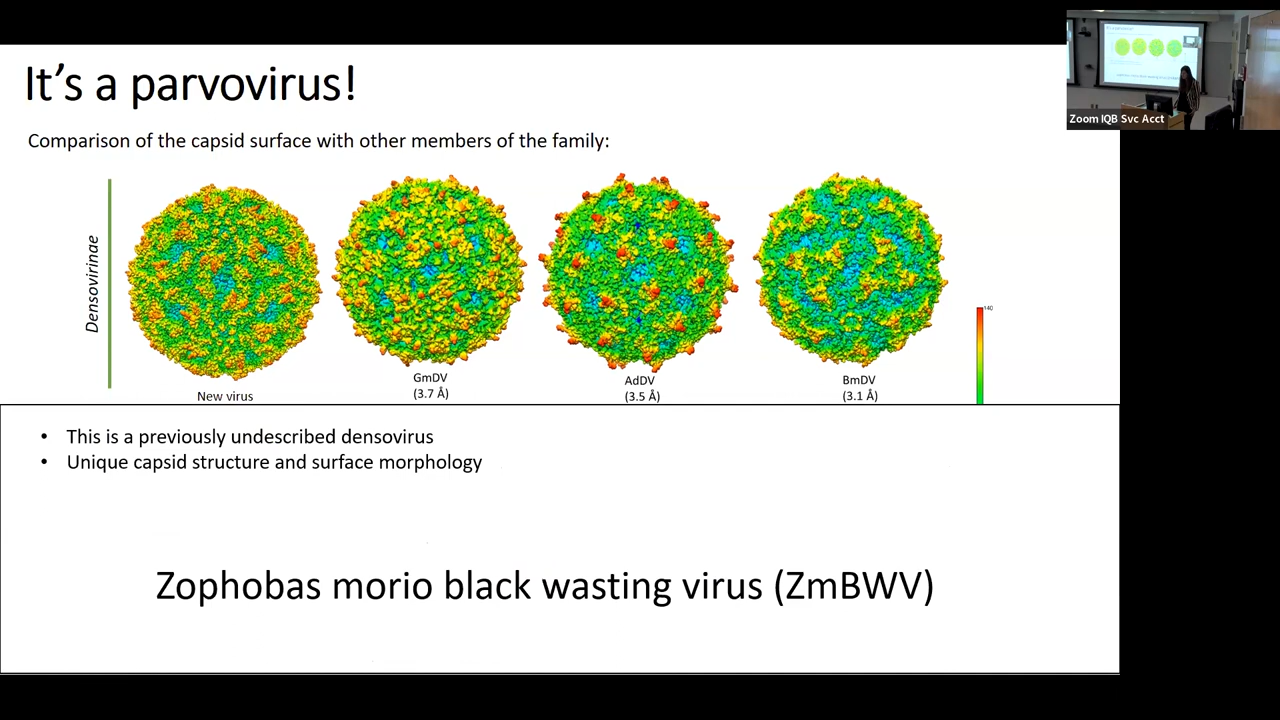 It's a parvovirus!
Comparison of the capsid surface with other members of the family:
Densovirinae
New virus
GmDV
(3.7 Å)
AdDV
(3.5 Å)
BmDV
(3.1 Å)
140
• This is a previously undescribed densovirus
• Unique capsid structure and surface morphology
Zophobas morio black wasting virus (ZmBWV)
Zoom IQB Svc Acct